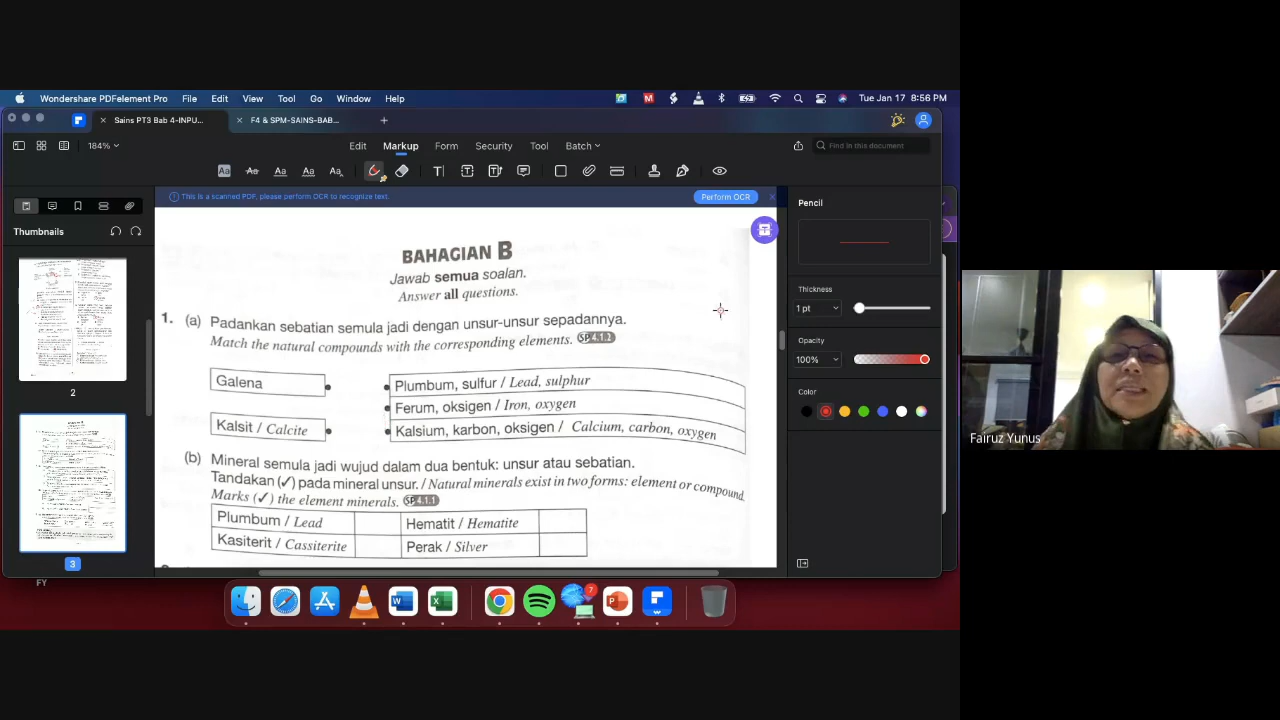 Wondershare PDFelement Pro File Edit View Tool Go Window Help Tue Jan 17 8:56 PM
Sains PT3 Bab 4-INPU... F4 & SPM-SAINS-BAB...
184% Edit Markup Form Security Tool Batch Find in this document
This is a scanned PDF, please perform OCR to recognize text. Perform OCR
Thumbnails
2
3
FY
BAHAGIAN B
Jawab semua soalan.
Answer all questions.
1. (a) Padankan sebatian semula jadi dengan unsur-unsur sepadannya.
Match the natural compounds with the corresponding elements. SP 4.1.2
Galena
Plumbum, sulfur / Lead, sulphur
Ferum, oksigen / Iron, oxygen
Kalsit / Calcite
Kalsium, karbon, oksigen / Calcium, carbon, oxygen
(b) Mineral semula jadi wujud dalam dua bentuk: unsur atau sebatian.
Tandakan (✓) pada mineral unsur. / Natural minerals exist in two forms: element or compound.
Marks (✓) the element minerals. SP 4.1.1
Plumbum / Lead Hematit / Hematite
Kasiterit / Cassiterite Perak / Silver
Pencil
Thickness
1 pt
Opacity
100%
Color
Fairuz Yunus
7